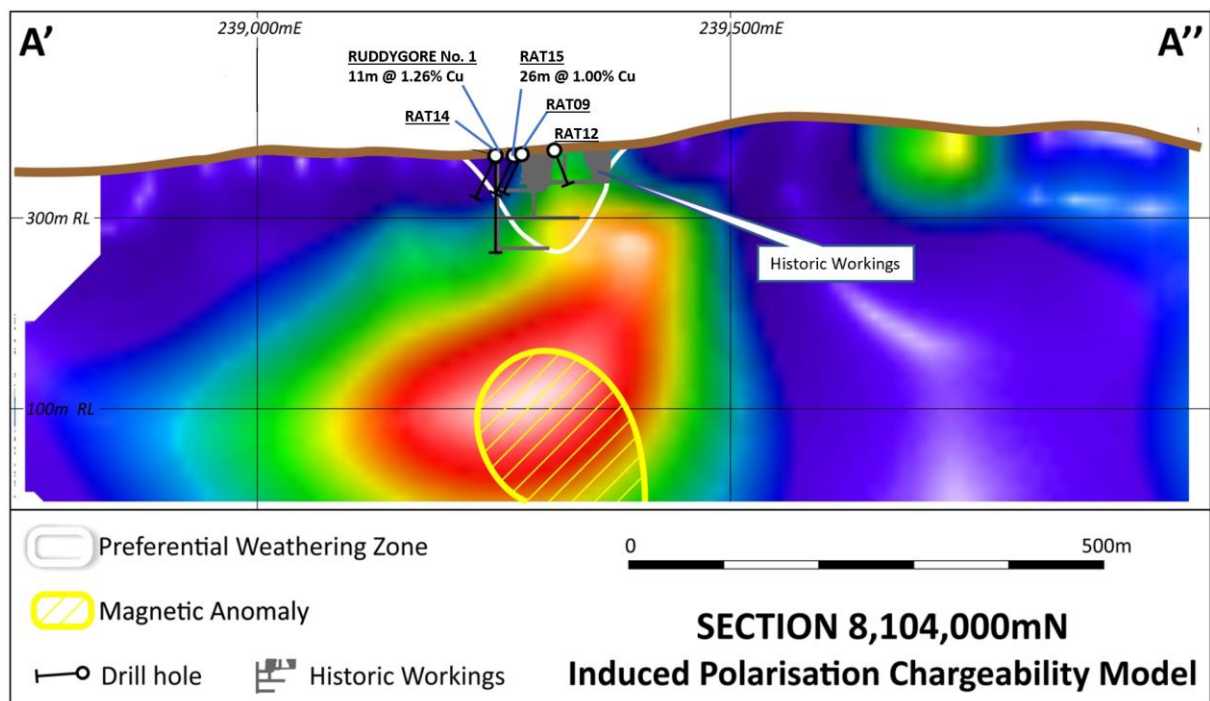 A' 239,000mE 239,500mE A''
RUDDYGORE No. 1
11m @ 1.26% Cu
RAT15
26m @ 1.00% Cu
RAT14
RAT09
RAT12
300m RL
Historic Workings
100m RL
Preferential Weathering Zone
Magnetic Anomaly
Drill hole
Historic Workings
0 500m
SECTION 8,104,000mN
Induced Polarisation Chargeability Model